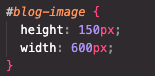 #blog-image {
  height: 150px;
  width: 600px;
}